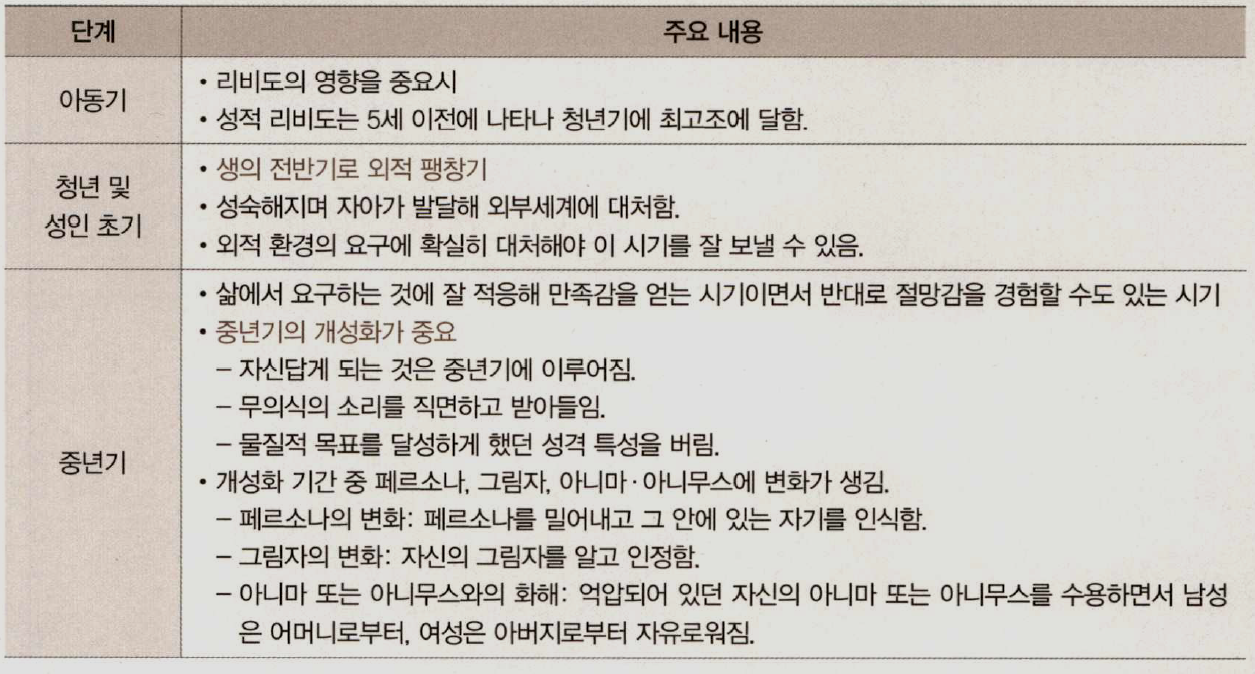 단계 주요 내용
아동기
• 리비도의 영향을 중요시
• 성적 리비도는 5세 이전에 나타나 청년기에 최고조에 달함.
청년 및
성인 초기
• 생의 전반기로 외적 팽창기
• 성숙해지며 자아가 발달해 외부세계에 대처함.
• 외적 환경의 요구에 확실히 대처해야 이 시기를 잘 보낼 수 있음.
중년기
• 삶에서 요구하는 것에 잘 적응해 만족감을 얻는 시기이면서 반대로 절망감을 경험할 수도 있는 시기
• 중년기의 개성화가 중요
– 자신답게 되는 것은 중년기에 이루어짐.
– 무의식의 소리를 직면하고 받아들임.
– 물질적 목표를 달성하게 했던 성격 특성을 버림.
• 개성화 기간 중 페르소나, 그림자, 아니마·아니무스에 변화가 생김.
– 페르소나의 변화: 페르소나를 밀어내고 그 안에 있는 자기를 인식함.
– 그림자의 변화: 자신의 그림자를 알고 인정함.
– 아니마 또는 아니무스와의 화해: 억압되어 있던 자신의 아니마 또는 아니무스를 수용하면서 남성
은 어머니로부터, 여성은 아버지로부터 자유로워짐.